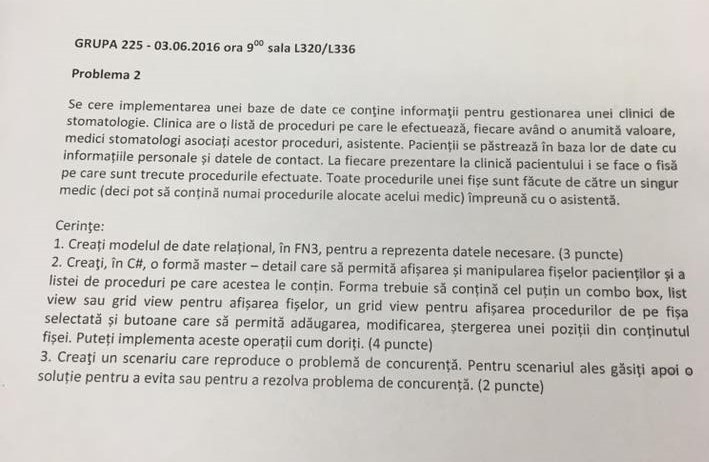 GRUPA 225 - 03.06.2016 ora 9⁰⁰ sala L320/L336
Problema 2
Se cere implementarea unei baze de date ce conține informații pentru gestionarea unei clinici de
stomatologie. Clinica are o listă de proceduri pe care le efectuează, fiecare având o anumită valoare,
medici stomatologi asociați acestor proceduri, asistente. Pacienții se păstrează în baza lor de date cu
informațiile personale și datele de contact. La fiecare prezentare la clinică pacientului i se face o fișă
pe care sunt trecute procedurile efectuate. Toate procedurile unei fișe sunt făcute de către un singur
medic (deci pot să conțină numai procedurile alocate acelui medic) împreună cu o asistentă.
Cerințe:
1. Creați modelul de date relațional, în FN3, pentru a reprezenta datele necesare. (3 puncte)
2. Creați, în C#, o formă master – detail care să permită afișarea și manipularea fișelor pacienților și a
listei de proceduri pe care acestea le conțin. Forma trebuie să conțină cel puțin un combo box, list
view sau grid view pentru afișarea fișelor, un grid view pentru afișarea procedurilor de pe fișa
selectată și butoane care să permită adăugarea, modificarea, ștergerea unei poziții din conținutul
fișei. Puteți implementa aceste operații cum doriți. (4 puncte)
3. Creați un scenariu care reproduce o problemă de concurență. Pentru scenariul ales găsiți apoi o
soluție pentru a evita sau pentru a rezolva problema de concurență. (2 puncte)